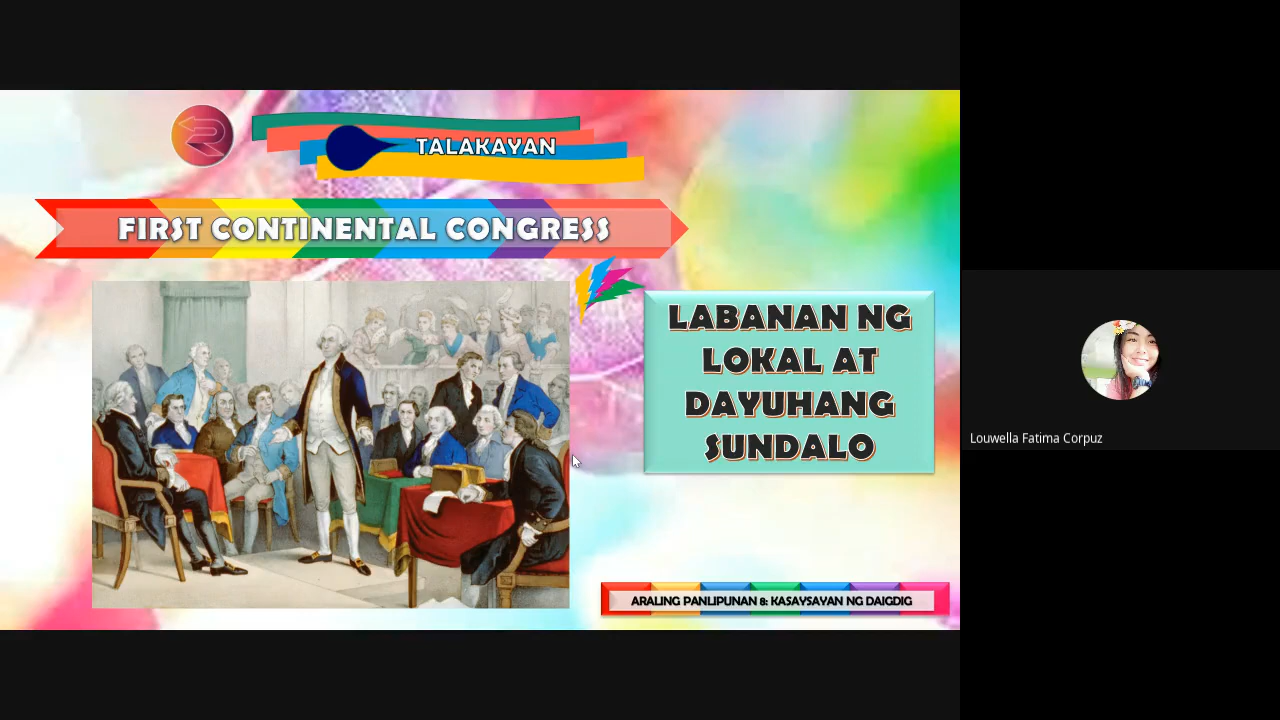 TALAKAYAN
FIRST CONTINENTAL CONGRESS
LABANAN NG
LOKAL AT
DAYUHANG
SUNDALO
Louwella Fatima Corpuz
ARALING PANLIPUNAN 8: KASAYSAYAN NG DAIGDIG